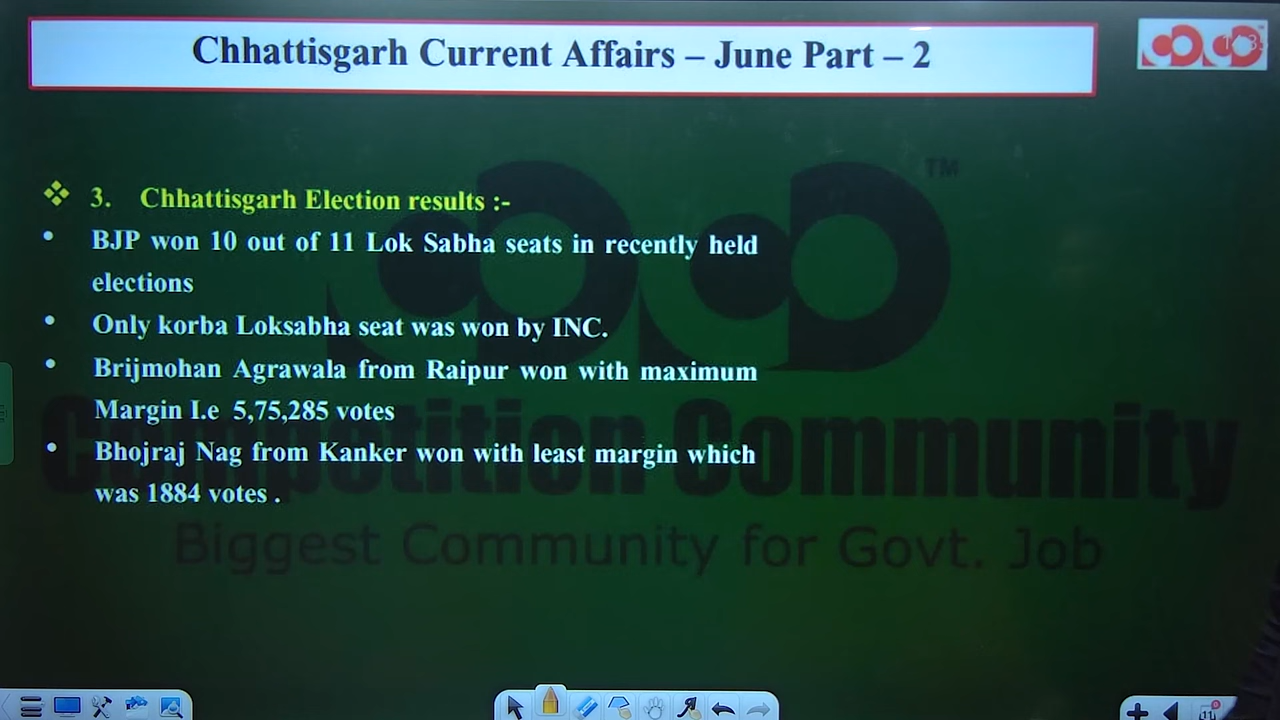 Chhattisgarh Current Affairs – June Part – 2
TM
3. Chhattisgarh Election results :-
BJP won 10 out of 11 Lok Sabha seats in recently held
elections
Only korba Loksabha seat was won by INC.
Brijmohan Agrawala from Raipur won with maximum
Margin I.e 5,75,285 votes
Bhojraj Nag from Kanker won with least margin which
was 1884 votes .
Competition Community
Biggest Community for Govt. Job
11